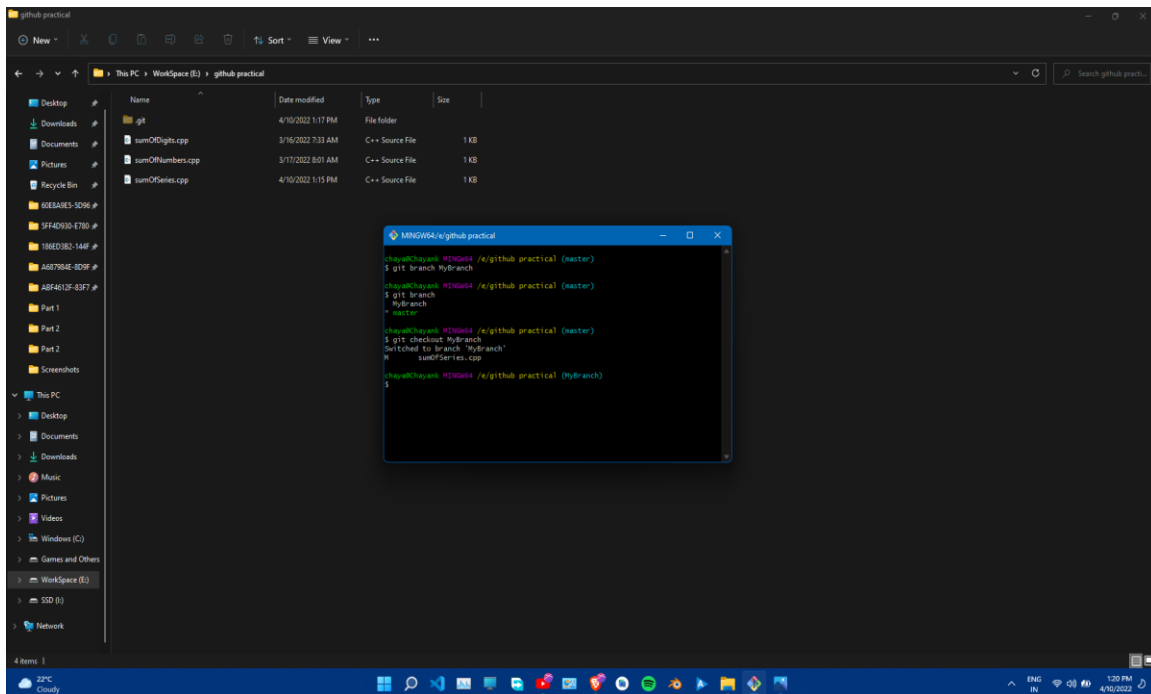 github practical
New
Sort
View
This PC > WorkSpace (E:) > github practical
Search github practi...
Name Date modified Type Size
.git 4/10/2022 1:17 PM File folder
sumOfDigits.cpp 3/16/2022 7:33 AM C++ Source File 1 KB
sumOfNumbers.cpp 3/17/2022 8:01 AM C++ Source File 1 KB
sumOfSeries.cpp 4/10/2022 1:15 PM C++ Source File 1 KB
Desktop
Downloads
Documents
Pictures
Recycle Bin
60E8A9E5-5D96
5FF4D930-E780
186ED3B2-144F
A687984E-8D9F
ABF4612F-83F7
Part 1
Part 2
Part 2
Screenshots
This PC
Desktop
Documents
Downloads
Music
Pictures
Videos
Windows (C:)
Games and Others
WorkSpace (E:)
SSD (I:)
Network
4 items
MINGW64:/e/github practical
chaya@Chayank MINGW64 /e/github practical (master)
$ git branch MyBranch
chaya@Chayank MINGW64 /e/github practical (master)
$ git branch
MyBranch
* master
chaya@Chayank MINGW64 /e/github practical (master)
$ git checkout MyBranch
Switched to branch 'MyBranch'
M sumOfSeries.cpp
chaya@Chayank MINGW64 /e/github practical (MyBranch)
$
22°C
Cloudy
ENG
IN
1:20 PM
4/10/2022